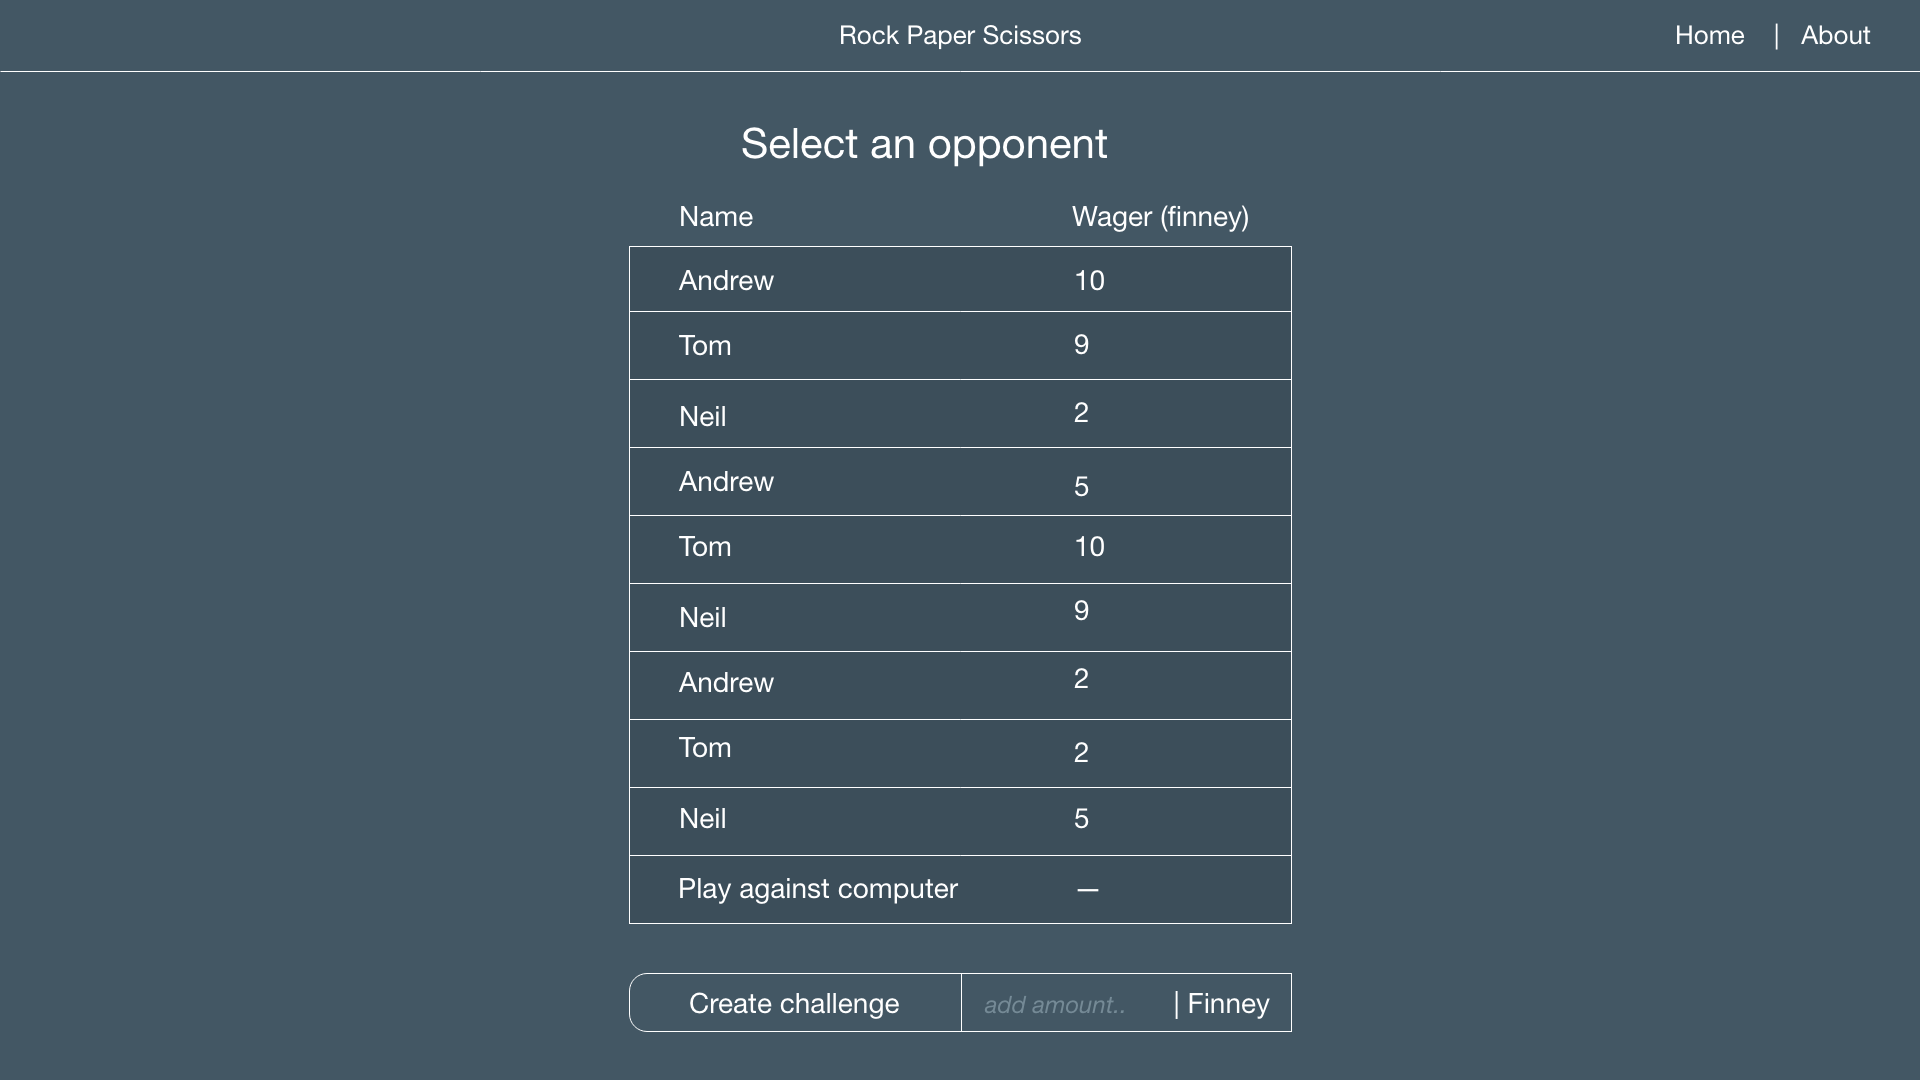 Rock Paper Scissors Home | About
Select an opponent
Name Wager (finney)
Andrew 10
Tom 9
Neil 2
Andrew 5
Tom 10
Neil 9
Andrew 2
Tom 2
Neil 5
Play against computer —
Create challenge add amount.. | Finney